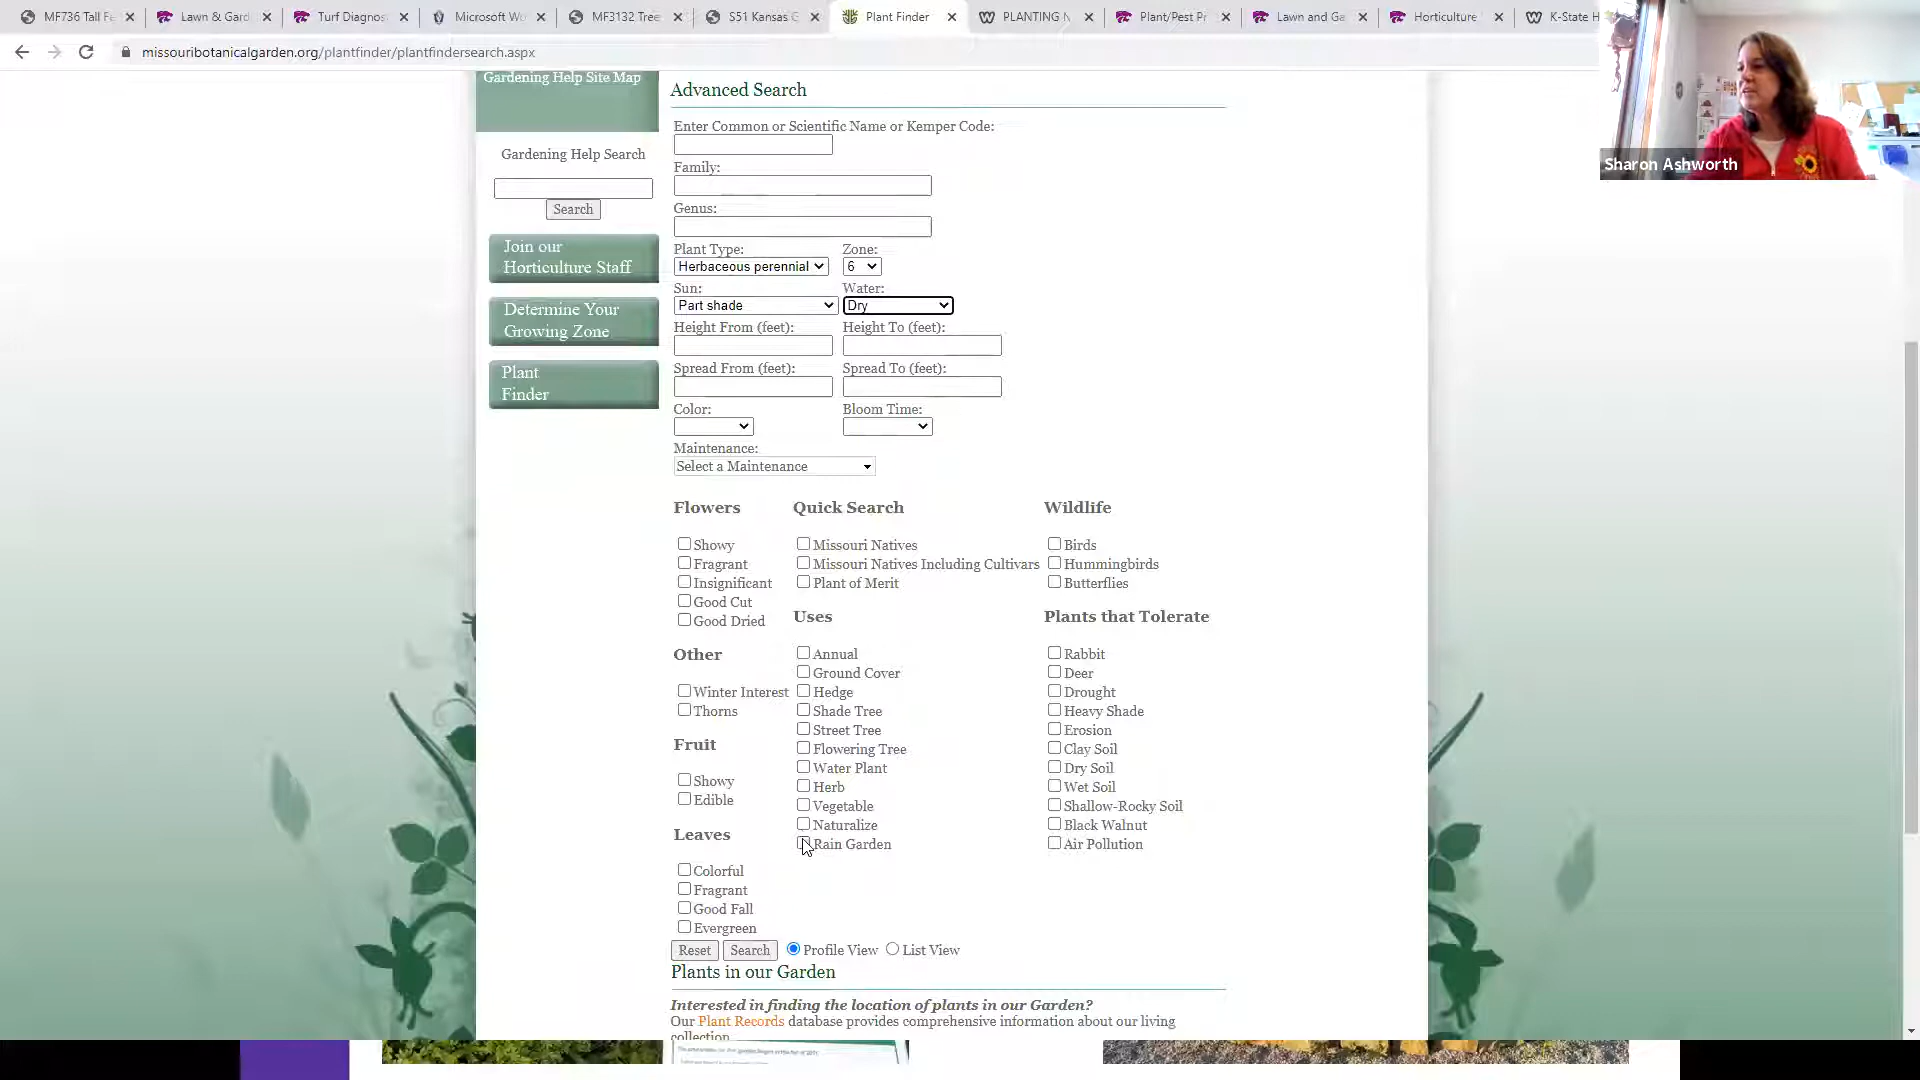 MF736 Tall Fe
Lawn & Gard
Turf Diagnos
Microsoft Wo
MF3132 Tree
S51 Kansas G
Plant Finder
PLANTING N
Plant/Pest Pr
Lawn and Ga
Horticulture
K-State H
missouribotanicalgarden.org/plantfinder/plantfindersearch.aspx
Sharon Ashworth
Gardening Help Site Map
Gardening Help Search
Search
Join our
Horticulture Staff
Determine Your
Growing Zone
Plant
Finder
Advanced Search
Enter Common or Scientific Name or Kemper Code:
Family:
Genus:
Plant Type: Zone:
Herbaceous perennial 6
Sun: Water:
Part shade Dry
Height From (feet): Height To (feet):
Spread From (feet): Spread To (feet):
Color: Bloom Time:
Maintenance:
Select a Maintenance
Flowers
Showy
Fragrant
Insignificant
Good Cut
Good Dried
Other
Winter Interest
Thorns
Fruit
Showy
Edible
Leaves
Colorful
Fragrant
Good Fall
Evergreen
Quick Search
Missouri Natives
Missouri Natives Including Cultivars
Plant of Merit
Uses
Annual
Ground Cover
Hedge
Shade Tree
Street Tree
Flowering Tree
Water Plant
Herb
Vegetable
Naturalize
Rain Garden
Wildlife
Birds
Hummingbirds
Butterflies
Plants that Tolerate
Rabbit
Deer
Drought
Heavy Shade
Erosion
Clay Soil
Dry Soil
Wet Soil
Shallow-Rocky Soil
Black Walnut
Air Pollution
Reset Search Profile View List View
Plants in our Garden
Interested in finding the location of plants in our Garden?
Our Plant Records database provides comprehensive information about our living
collection